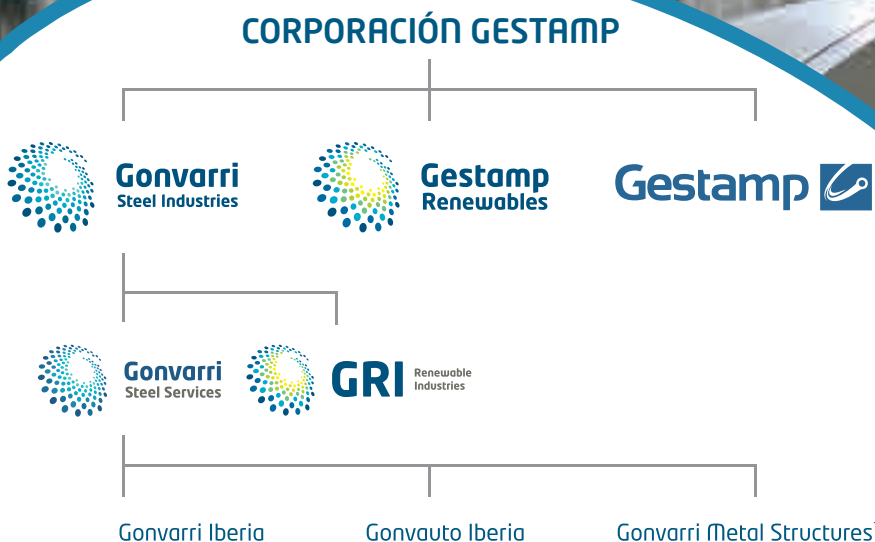 CORPORACIÓN GESTAMP
Gonvarri
Steel Industries
Gestamp
Renewables
Gestamp
Gonvarri
Steel Services
GRI
Renewable
Industries
Gonvarri Iberia
Gonvauto Iberia
Gonvarri Metal Structures